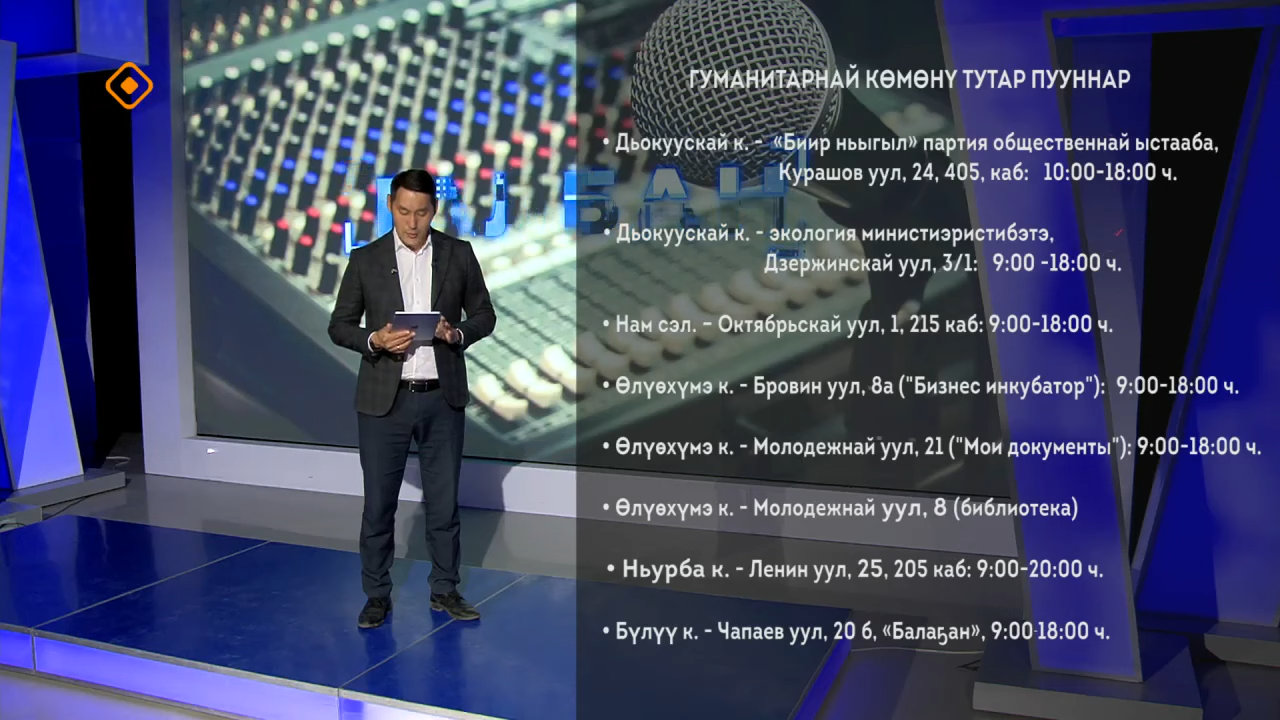 ГУМАНИТАРНАЙ КӨМӨНҮ ТУТАР ПУУННАР
• Дьокуускай к. - «Биир ньыгыл» партия общественнай ыстааба,
Курашов уул, 24, 405, каб: 10:00-18:00 ч.
• Дьокуускай к. - экология министиэристибэтэ,
Дзержинскай уул, 3/1: 9:00 -18:00 ч.
• Нам сэл. - Октябрьскай уул, 1, 215 каб: 9:00-18:00 ч.
• Өлүөхүмэ к. - Бровин уул, 8а ("Бизнес инкубатор"): 9:00-18:00 ч.
• Өлүөхүмэ к. - Молодежнай уул, 21 ("Мои документы"): 9:00-18:00 ч.
• Өлүөхүмэ к. - Молодежнай уул, 8 (библиотека)
• Ньурба к. - Ленин уул, 25, 205 каб: 9:00-20:00 ч.
• Бүлүү к. - Чапаев уул, 20 б, «Балаҕан», 9:00-18:00 ч.